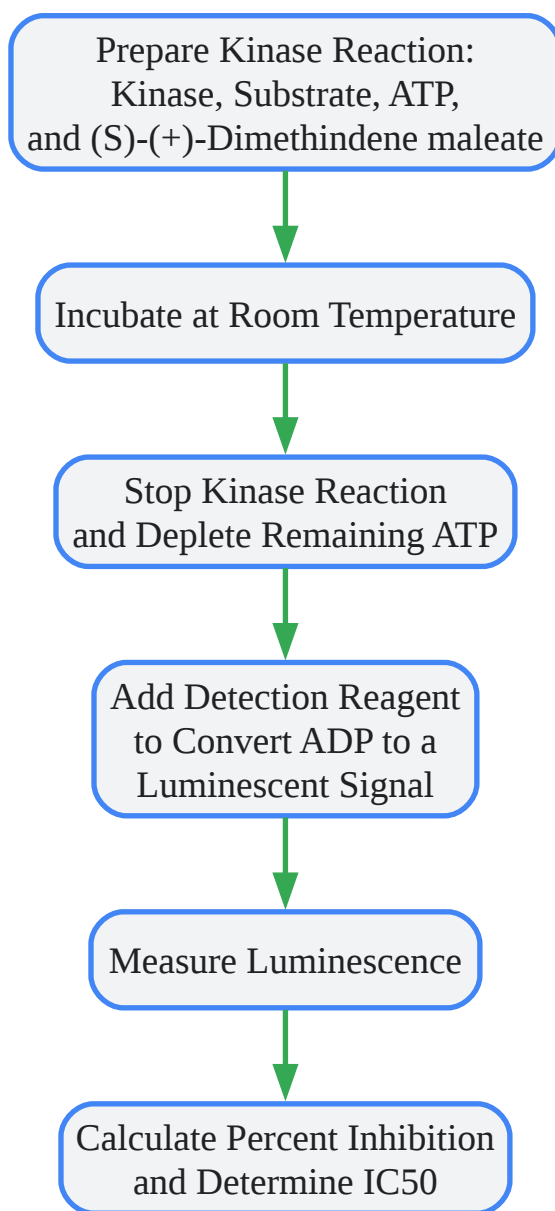 Prepare Kinase Reaction:
Kinase, Substrate, ATP,
and (S)-(+)-Dimethindene maleate
Incubate at Room Temperature
Stop Kinase Reaction
and Deplete Remaining ATP
Add Detection Reagent
to Convert ADP to a
Luminescent Signal
Measure Luminescence
Calculate Percent Inhibition
and Determine IC50